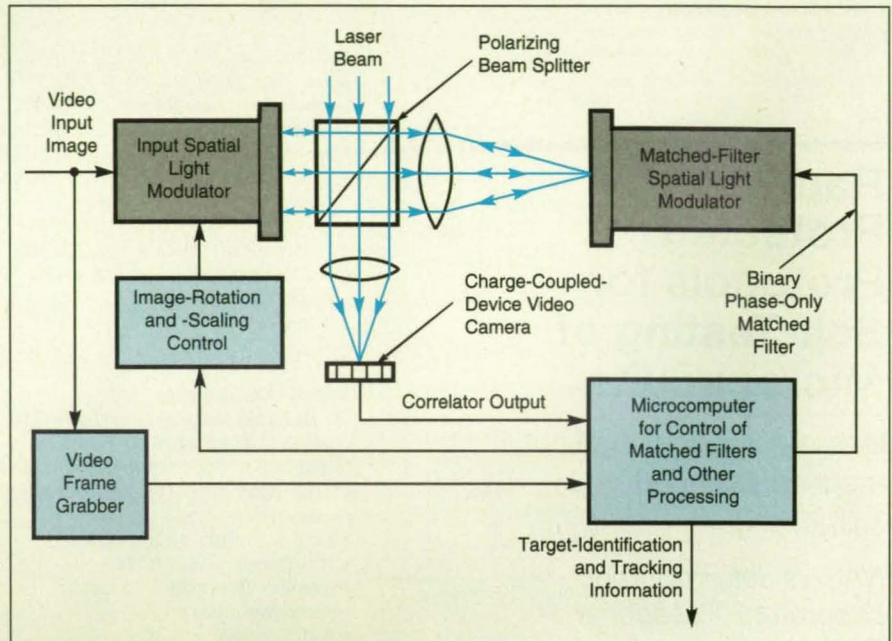 Laser
Beam
Polarizing
Beam Splitter
Video
Input
Image
Input Spatial
Light
Modulator
Matched-Filter
Spatial Light
Modulator
Image-Rotation
and -Scaling
Control
Charge-Coupled-
Device Video
Camera
Binary
Phase-Only
Matched
Filter
Correlator Output
Video
Frame
Grabber
Microcomputer
for Control of
Matched Filters
and Other
Processing
Target-Identification
and Tracking
Information